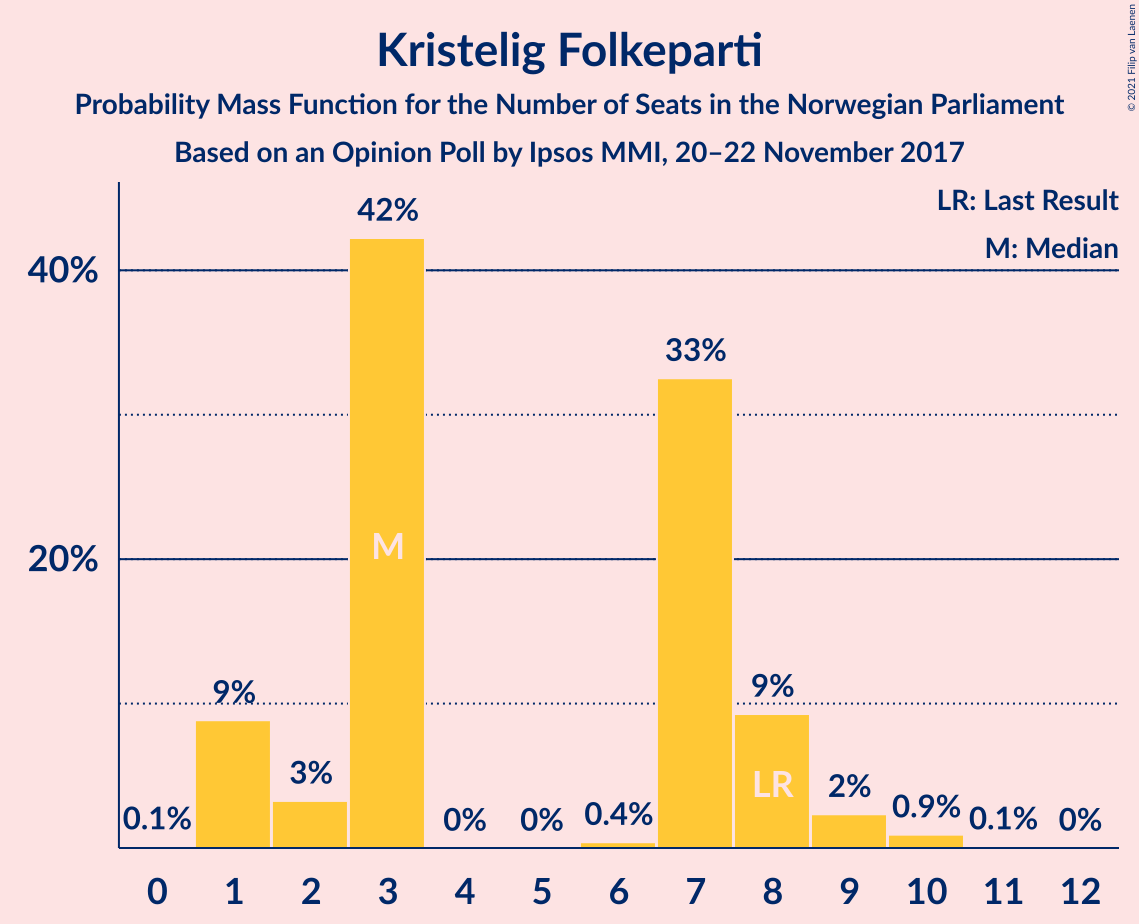 Kristelig Folkeparti
Probability Mass Function for the Number of Seats in the Norwegian Parliament
Based on an Opinion Poll by Ipsos MMI, 20–22 November 2017
© 2021 Filip van Laenen
LR: Last Result
M: Median
40%
20%
0.1%
9%
3%
42%
0%
0%
0.4%
33%
9%
2%
0.9%
0.1%
0%
M
LR
0 1 2 3 4 5 6 7 8 9 10 11 12